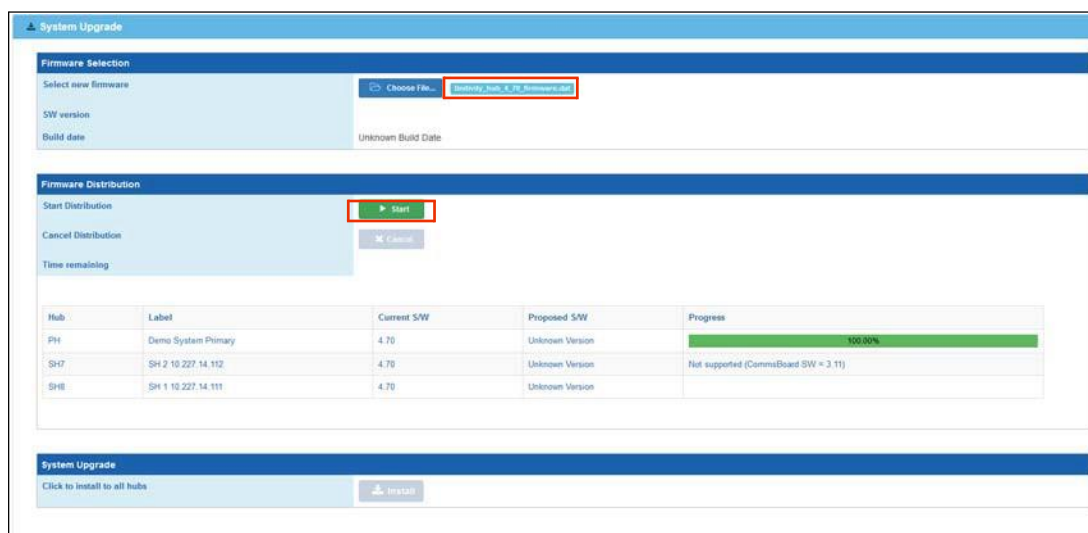 System Upgrade
Firmware Selection
Select new firmware
Choose File...
SW version
Build date Unknown Build Date
Firmware Distribution
Start Distribution Start
Cancel Distribution Cancel
Time remaining
Hub Label Current S/W Proposed S/W Progress
PH Demo System Primary 4.70 Unknown Version 100.00%
SH7 SH 2 10.227.14.112 4.70 Unknown Version Not supported (CommsBoard SW = 3.11)
SH8 SH 1 10.227.14.111 4.70 Unknown Version
System Upgrade
Click to install to all hubs Install